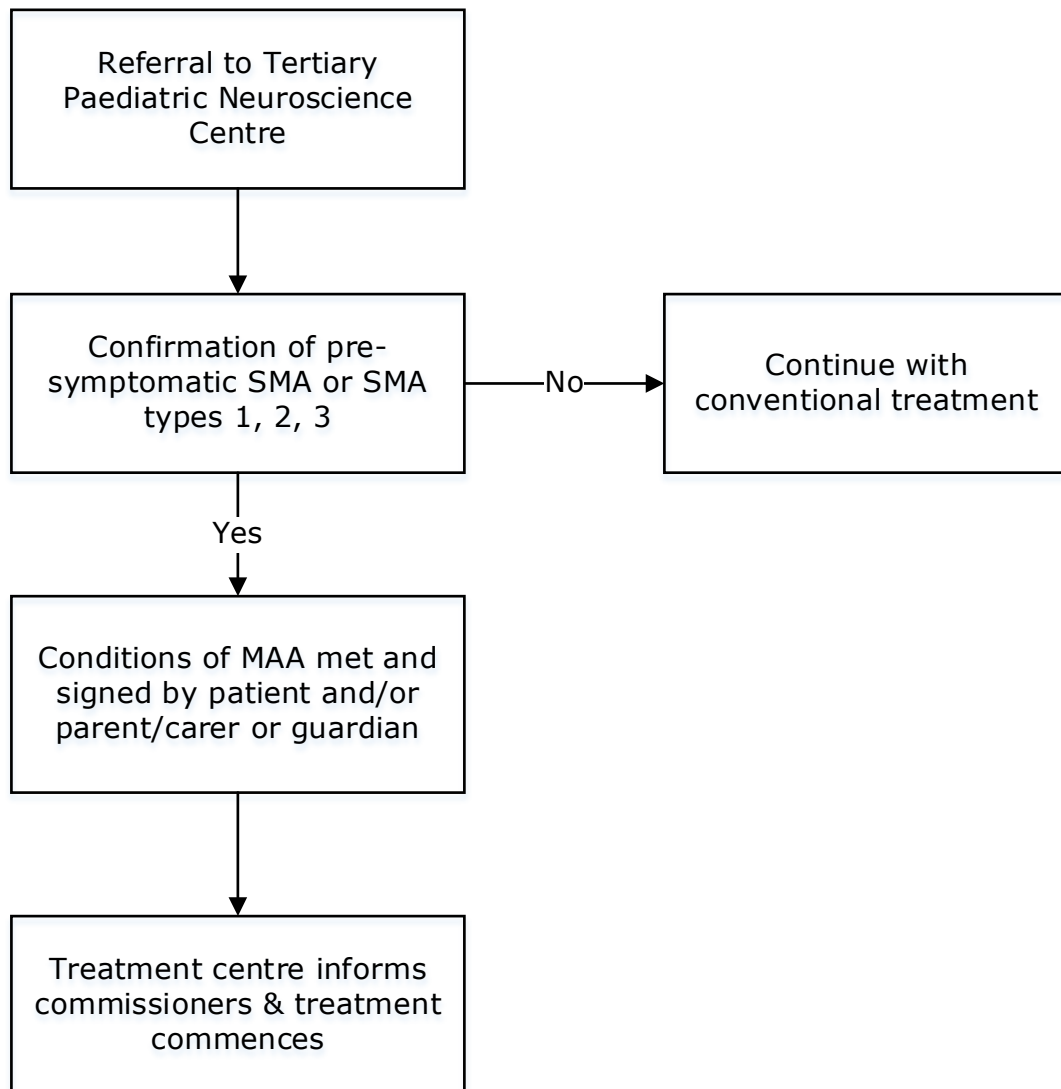 Referral to Tertiary
Paediatric Neuroscience
Centre
Confirmation of pre-
symptomatic SMA or SMA
types 1, 2, 3
No
Continue with
conventional treatment
Yes
Conditions of MAA met and
signed by patient and/or
parent/carer or guardian
Treatment centre informs
commissioners & treatment
commences